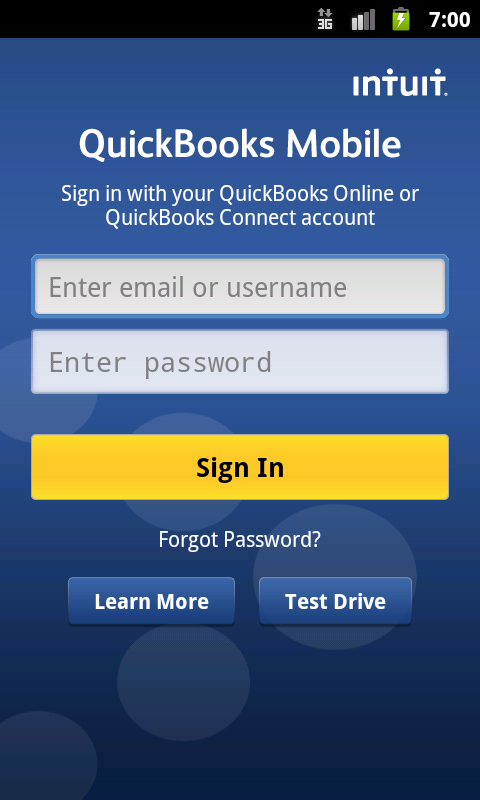 3G 7:00
intuit.
QuickBooks Mobile
Sign in with your QuickBooks Online or
QuickBooks Connect account
Enter email or username
Enter password
Sign In
Forgot Password?
Learn More Test Drive